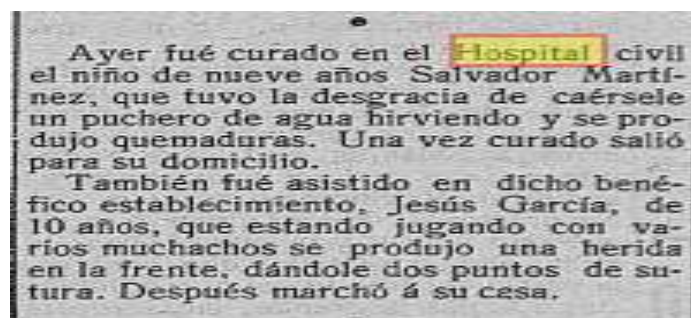 Ayer fué curado en el Hospital civil
el niño de nueve años Salvador Martí-
nez, que tuvo la desgracia de caérsele
un puchero de agua hirviendo y se pro-
dujo quemaduras. Una vez curado salió
para su domicilio.
También fué asistido en dicho bené-
fico establecimiento, Jesús García, de
10 años, que estando jugando con va-
rios muchachos se produjo una herida
en la frente, dándole dos puntos de su-
tura. Después marchó á su casa.